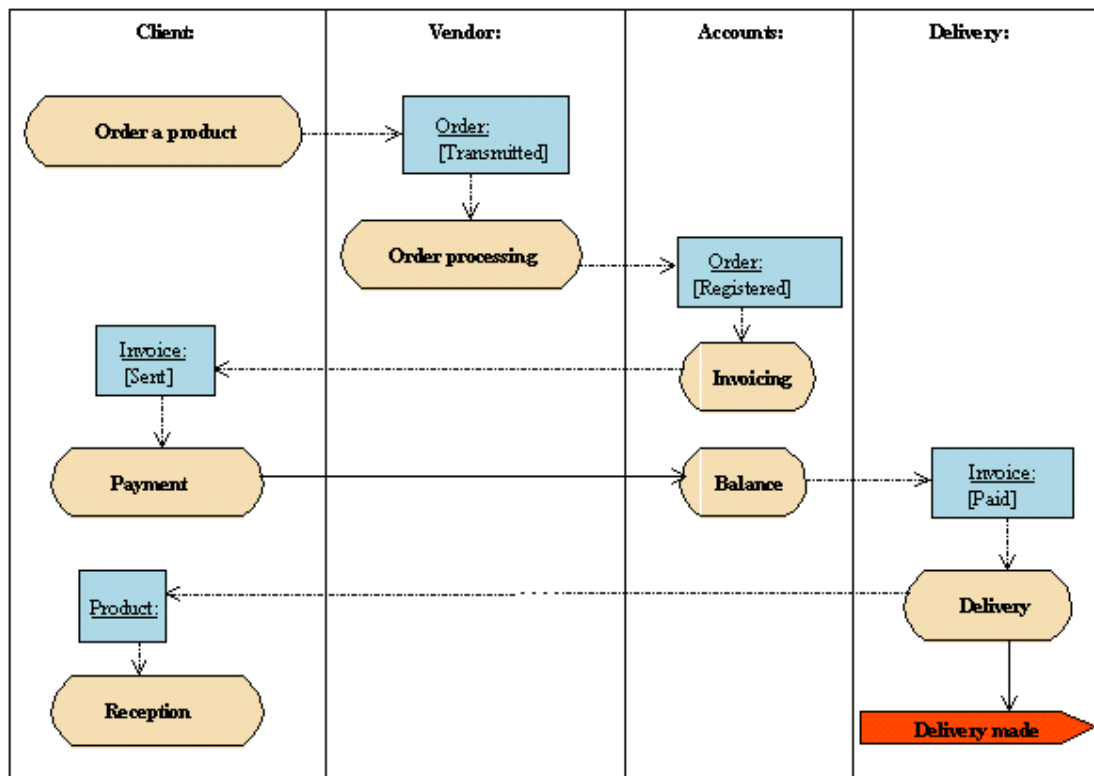 Client:
Vendor:
Accounts:
Delivery:
Order a product
Order:
[Transmitted]
Order processing
Order:
[Registered]
Invoice:
[Sent]
Invoicing
Payment
Balance
Invoice:
[Paid]
Product:
Delivery
Reception
Delivery made